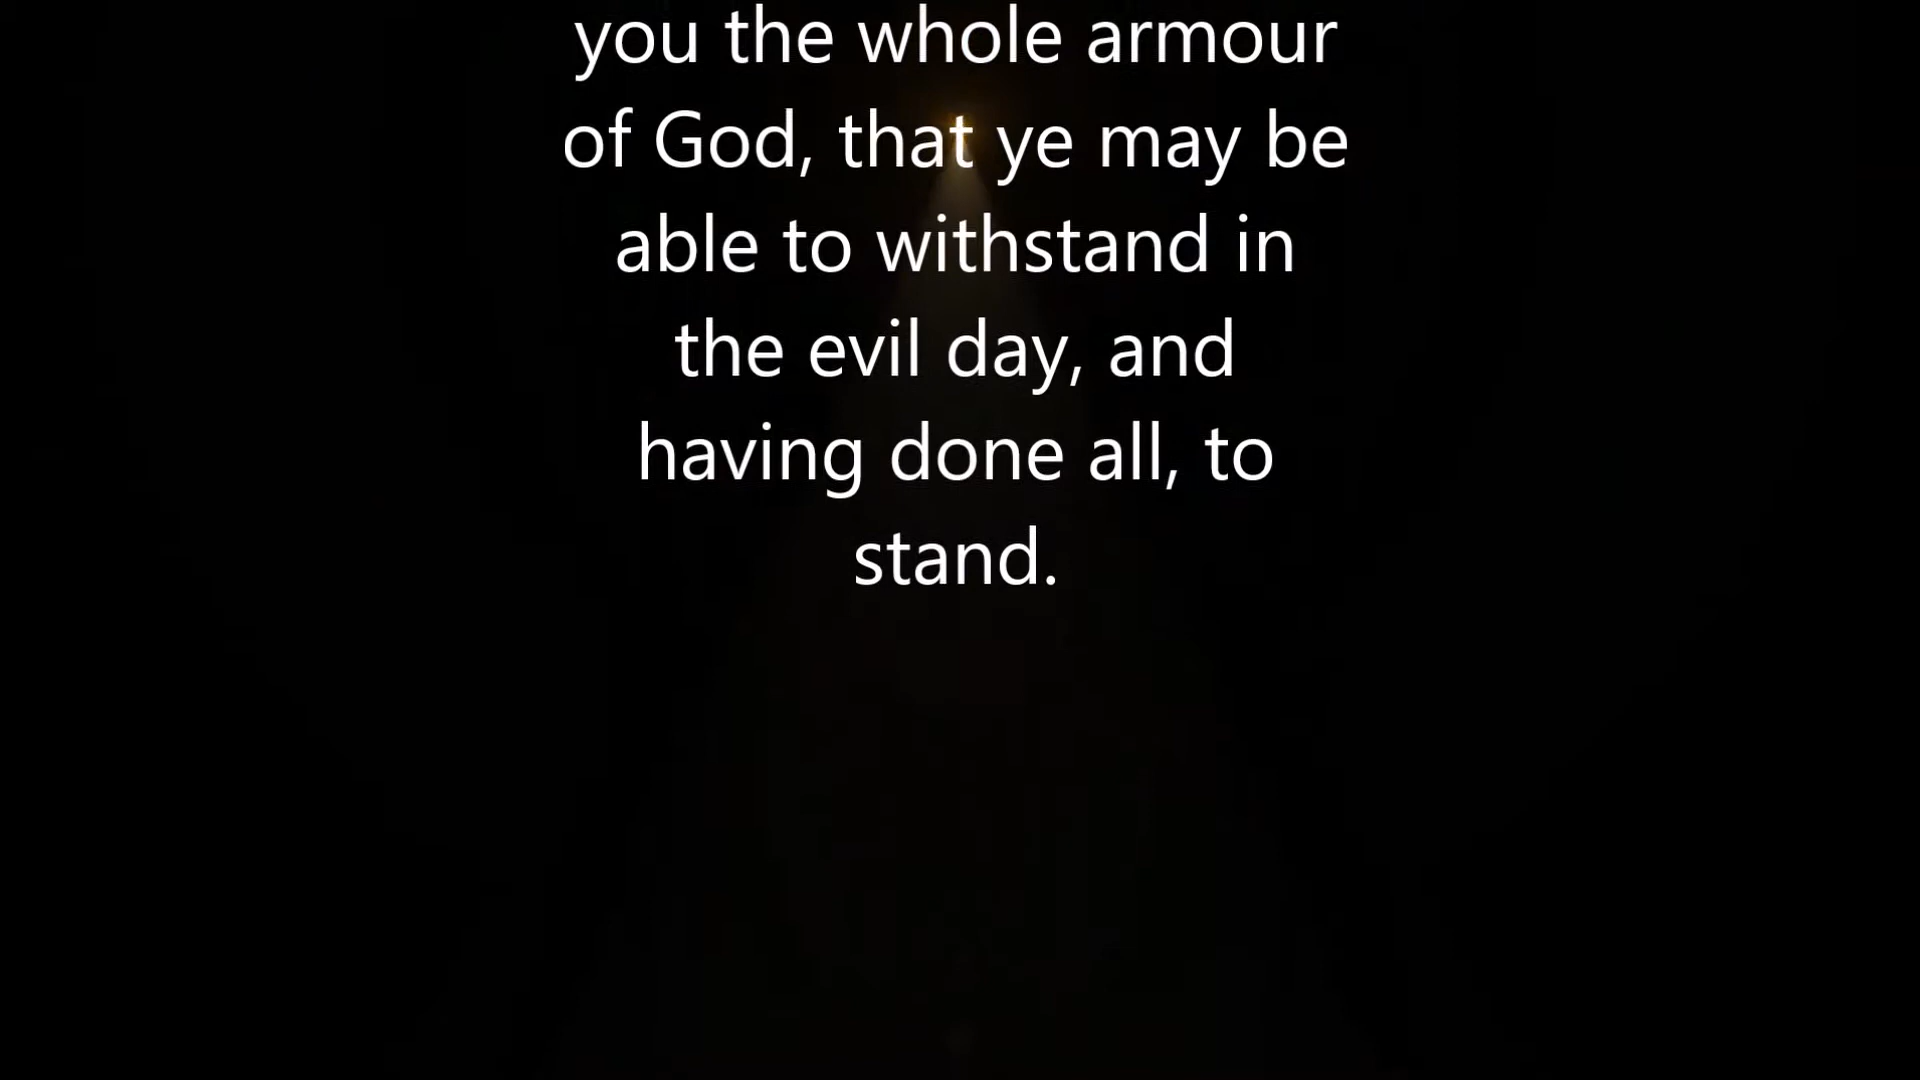 you the whole armour
of God, that ye may be
able to withstand in
the evil day, and
having done all, to
stand.